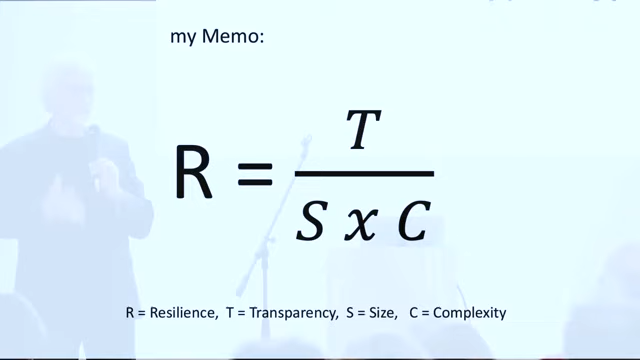 my Memo:
R = T
S x C
R = Resilience, T = Transparency, S = Size, C = Complexity